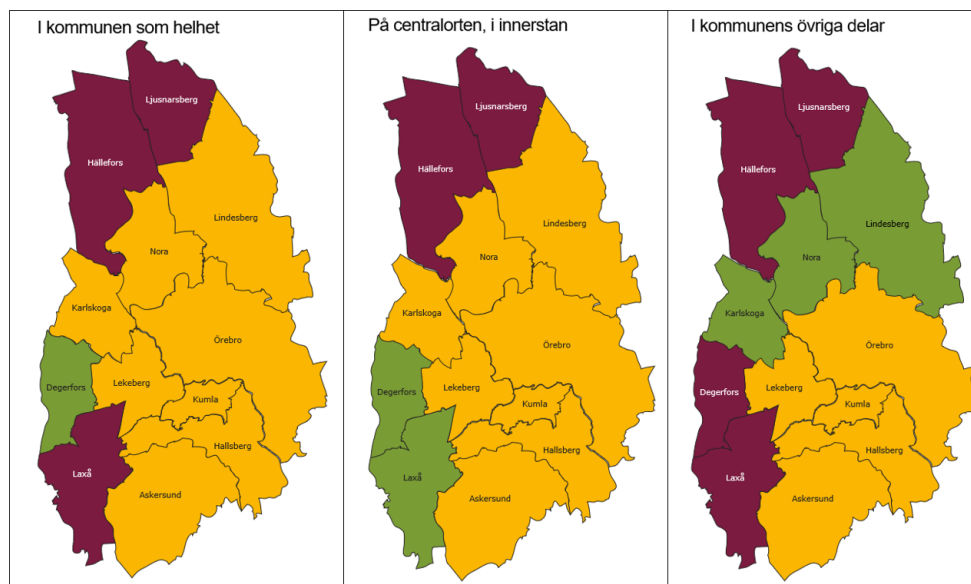 I kommunen som helhet
Ljusnarsberg
Hällefors
Lindesberg
Nora
Karlskoga
Örebro
Degerfors
Lekeberg
Kumla
Hallsberg
Laxå
Askersund
På centralorten, i innerstan
Ljusnarsberg
Hällefors
Lindesberg
Nora
Karlskoga
Örebro
Degerfors
Lekeberg
Kumla
Hallsberg
Laxå
Askersund
I kommunens övriga delar
Ljusnarsberg
Hällefors
Lindesberg
Nora
Karlskoga
Örebro
Degerfors
Lekeberg
Kumla
Hallsberg
Laxå
Askersund